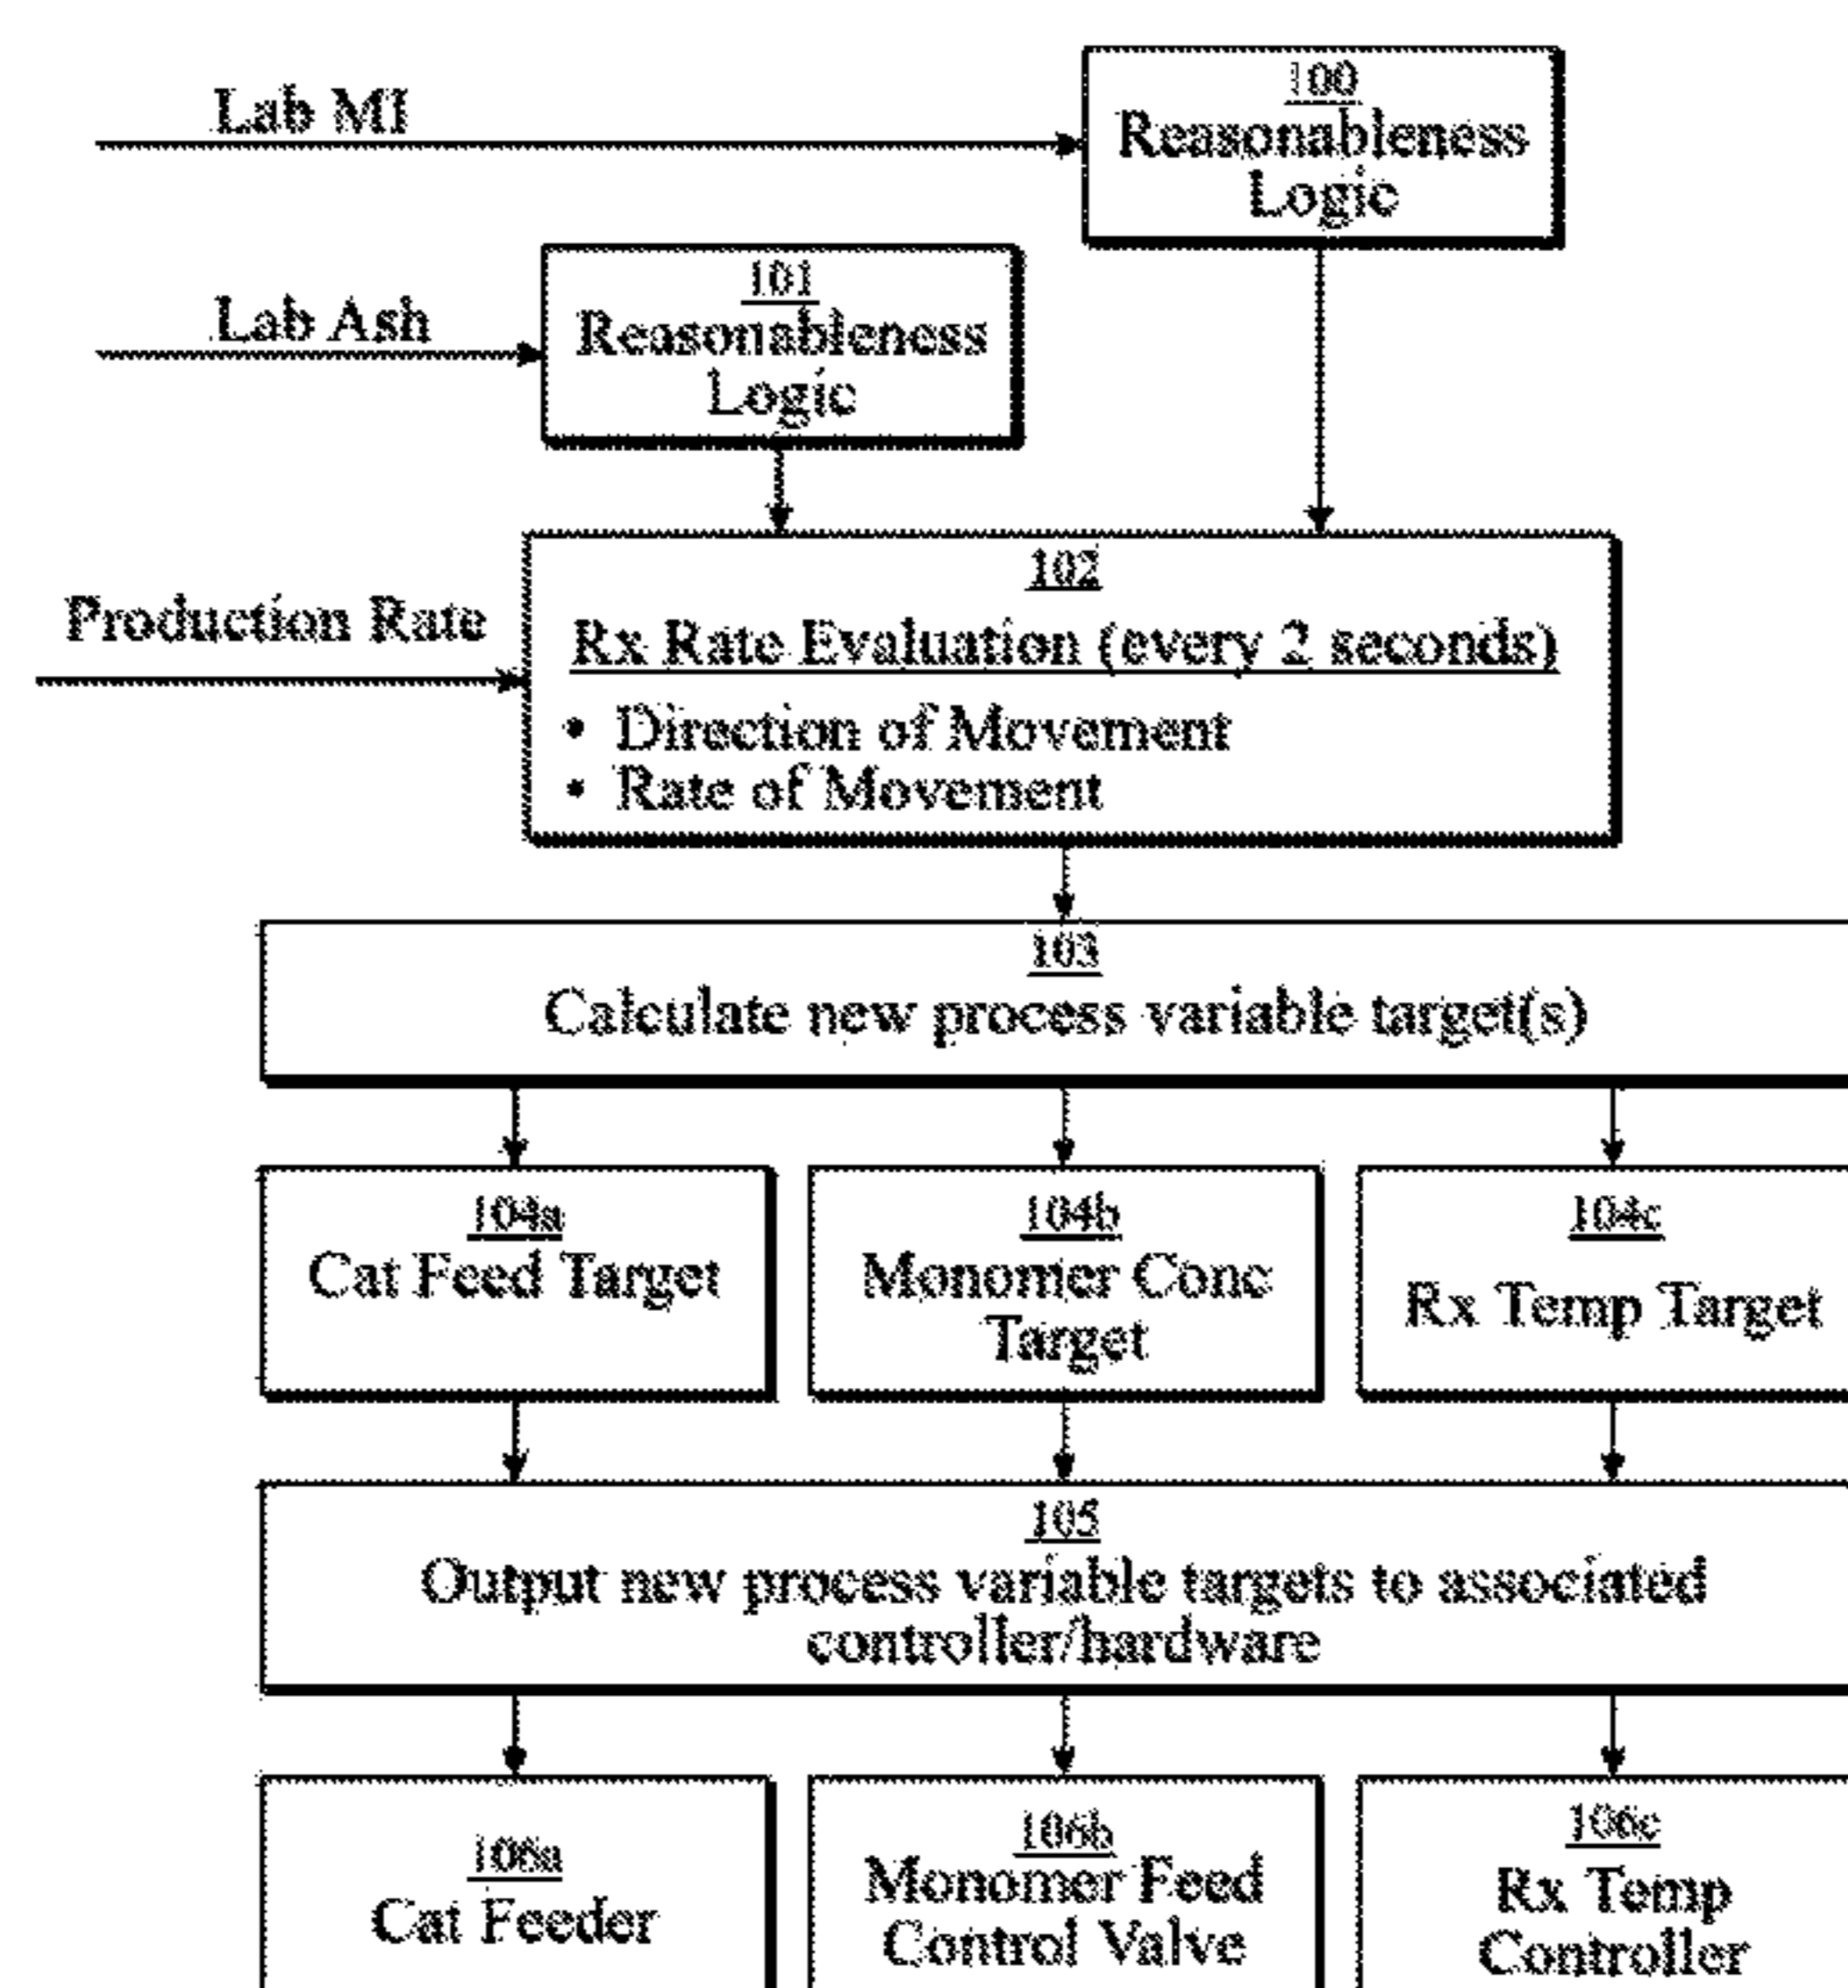 Lab MI
100
Reasonableness
Logic
Lab Ash
101
Reasonableness
Logic
Production Rate
102
Rx Rate Evaluation (every 2 seconds)
• Direction of Movement
• Rate of Movement
103
Calculate new process variable target(s)
104a
Cat Feed Target
104b
Monomer Conc
Target
104c
Rx Temp Target
105
Output new process variable targets to associated
controller/hardware
106a
Cat Feeder
106b
Monomer Feed
Control Valve
106c
Rx Temp
Controller